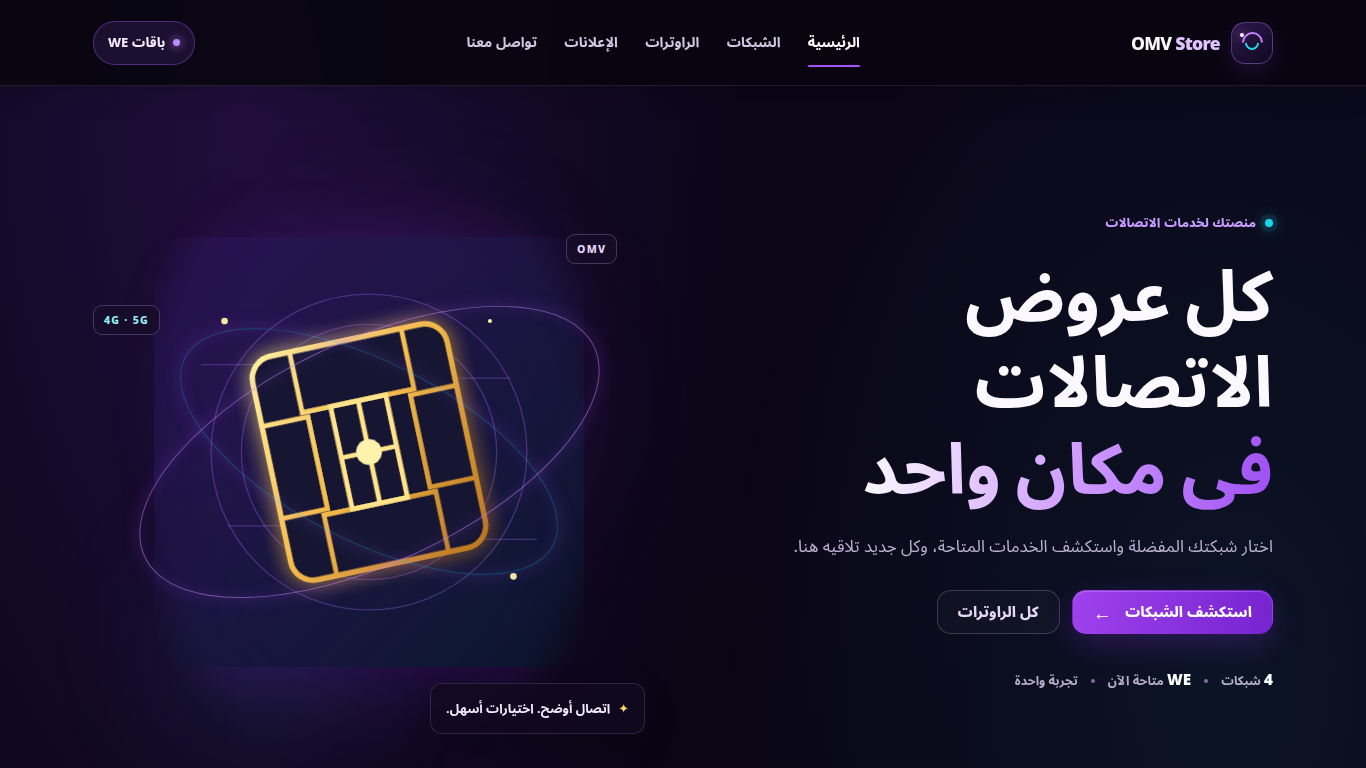 OMV Store
الرئيسية
الشبكات
الراوترات
الإعلانات
تواصل معنا
باقات WE
منصتك لخدمات الاتصالات
كل عروض
الاتصالات
فى مكان واحد
اختار شبكتك المفضلة واستكشف الخدمات المتاحة، وكل جديد تلاقيه هنا.
استكشف الشبكات ←
كل الراوترات
4 شبكات • WE متاحة الآن • تجربة واحدة
OMV
4G · 5G
✦ اتصال أوضح. اختيارات أسهل.